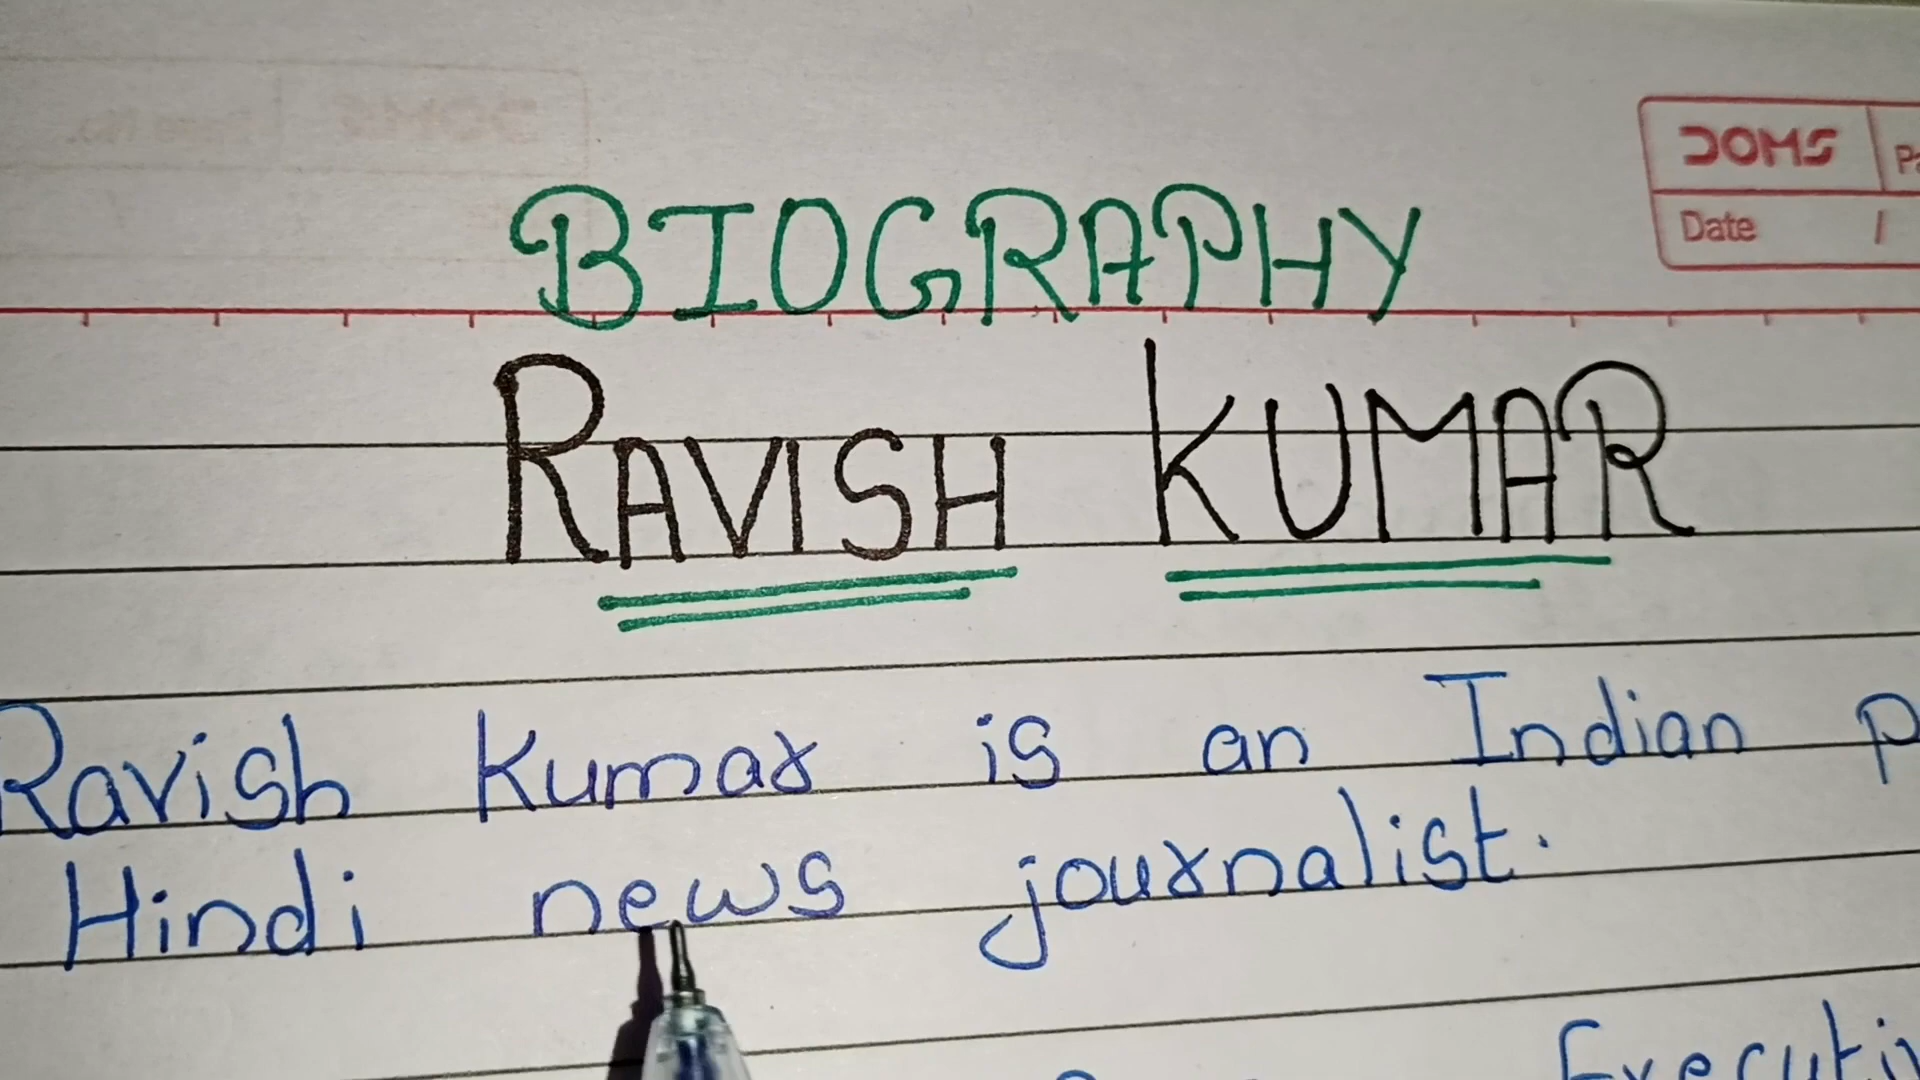 DOMS
Date /
BIOGRAPHY
RAVISH KUMAR
Ravish Kumar is an Indian
Hindi news journalist.